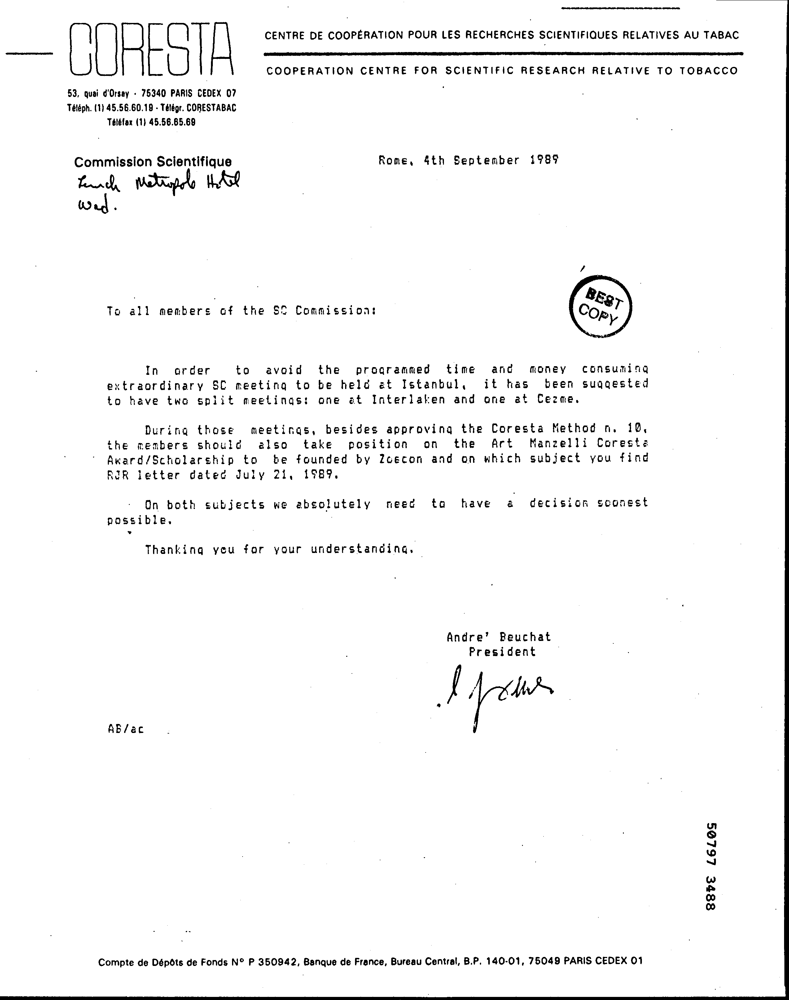 CORESTA
CENTRE DE COOPÉRATION POUR LES RECHERCHES SCIENTIFIQUES RELATIVES AU TABAC
COOPERATION CENTRE FOR SCIENTIFIC RESEARCH RELATIVE TO TOBACCO
53, quai d'Orsay - 75340 PARIS CEDEX 07
Téléph. (1) 45.56.60.19 - Télégr. CORESTABAC
Téléfax (1) 45.56.65.69
Commission Scientifique
Rome, 4th September 1989
Lunch Metropole Hotel
Wed.
BEST
COPY
To all members of the SC Commission:
In order to avoid the programmed time and money consuming
extraordinary SC meeting to be held at Istanbul, it has been suggested
to have two split meetings: one at Interlaken and one at Cezme.
During those meetings, besides approving the Coresta Method n. 10,
the members should also take position on the Art Manzelli Coresta
Award/Scholarship to be founded by Zoecon and on which subject you find
RJR letter dated July 21, 1989.
On both subjects we absolutely need to have a decision soonest
possible.
Thanking you for your understanding.
Andre' Beuchat
President
AB/ac
50797 3488
Compte de Dépôts de Fonds N° P 350942, Banque de France, Bureau Central, B.P. 140-01, 75049 PARIS CEDEX 01